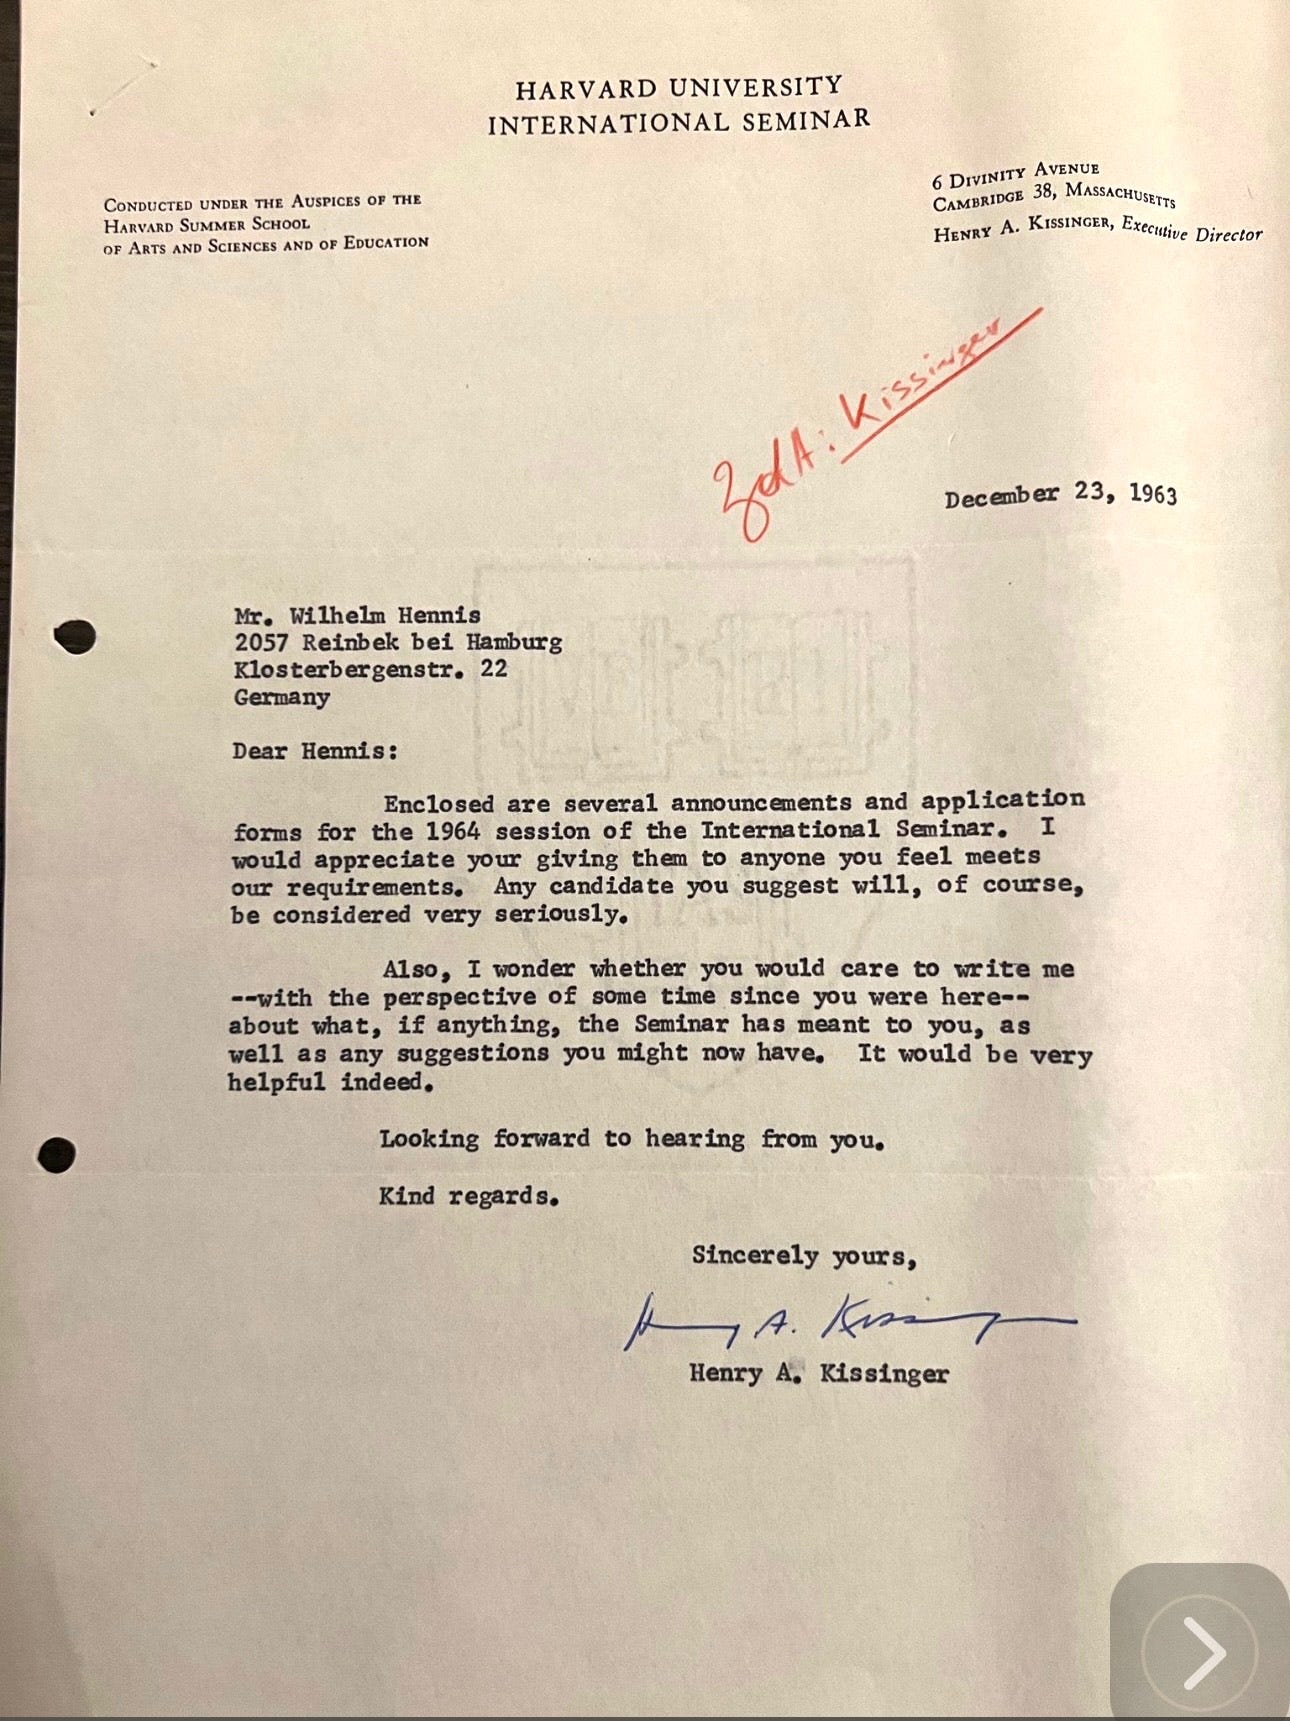 HARVARD UNIVERSITY
INTERNATIONAL SEMINAR
CONDUCTED UNDER THE AUSPICES OF THE
HARVARD SUMMER SCHOOL
OF ARTS AND SCIENCES AND OF EDUCATION
6 DIVINITY AVENUE
CAMBRIDGE 38, MASSACHUSETTS
HENRY A. KISSINGER, Executive Director
ZdA: Kissinger
December 23, 1963
Mr. Wilhelm Hennis
2057 Reinbek bei Hamburg
Klosterbergenstr. 22
Germany
Dear Hennis:
Enclosed are several announcements and application
forms for the 1964 session of the International Seminar. I
would appreciate your giving them to anyone you feel meets
our requirements. Any candidate you suggest will, of course,
be considered very seriously.
Also, I wonder whether you would care to write me
--with the perspective of some time since you were here--
about what, if anything, the Seminar has meant to you, as
well as any suggestions you might now have. It would be very
helpful indeed.
Looking forward to hearing from you.
Kind regards.
Sincerely yours,
Henry A. Kissinger
Henry A. Kissinger